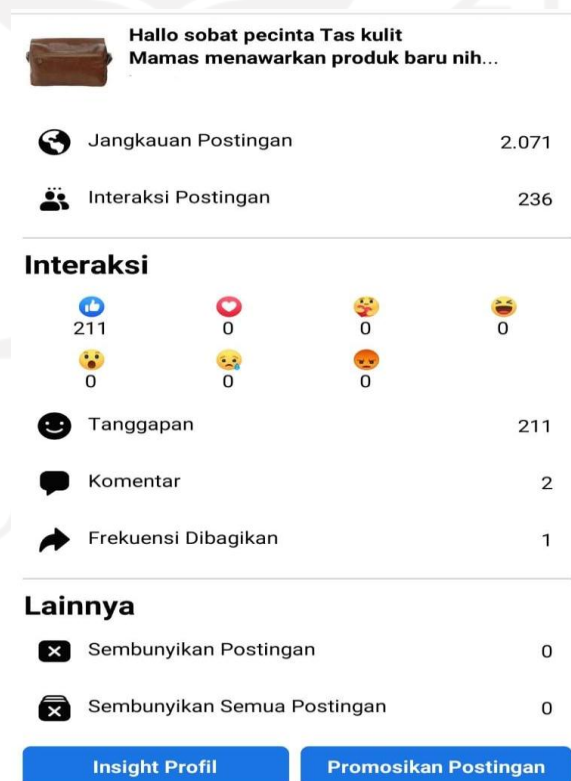 Hallo sobat pecinta Tas kulit
Mamas menawarkan produk baru nih...
Jangkauan Postingan 2.071
Interaksi Postingan 236
Interaksi
211 0 0 0
0 0 0
Tanggapan 211
Komentar 2
Frekuensi Dibagikan 1
Lainnya
Sembunyikan Postingan 0
Sembunyikan Semua Postingan 0
Insight Profil Promosikan Postingan